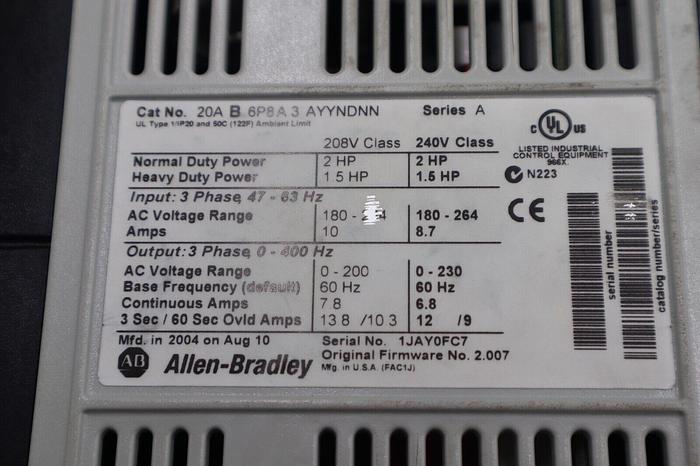 Cat No. 20A B 6P8A 3 AYYNDNN Series A
UL Type 1/IP20 and 50C (122F) Ambient Limit
208V Class 240V Class
Normal Duty Power 2 HP 2 HP
Heavy Duty Power 1.5 HP 1.5 HP
Input: 3 Phase, 47 - 63 Hz
AC Voltage Range 180 - 180 - 264
Amps 10 8.7
Output: 3 Phase, 0 - 400 Hz
AC Voltage Range 0 - 200 0 - 230
Base Frequency (default) 60 Hz 60 Hz
Continuous Amps 7 8 6.8
3 Sec / 60 Sec Ovld Amps 13 8 / 10 3 12 / 9
Mfd. in 2004 on Aug 10 Serial No. 1JAY0FC7
Original Firmware No. 2.007
AB Allen-Bradley Mfg. in U.S.A. (FAC1J)
C UL US
LISTED INDUSTRIAL
CONTROL EQUIPMENT
966X
N223
CE
serial number
catalog number/series